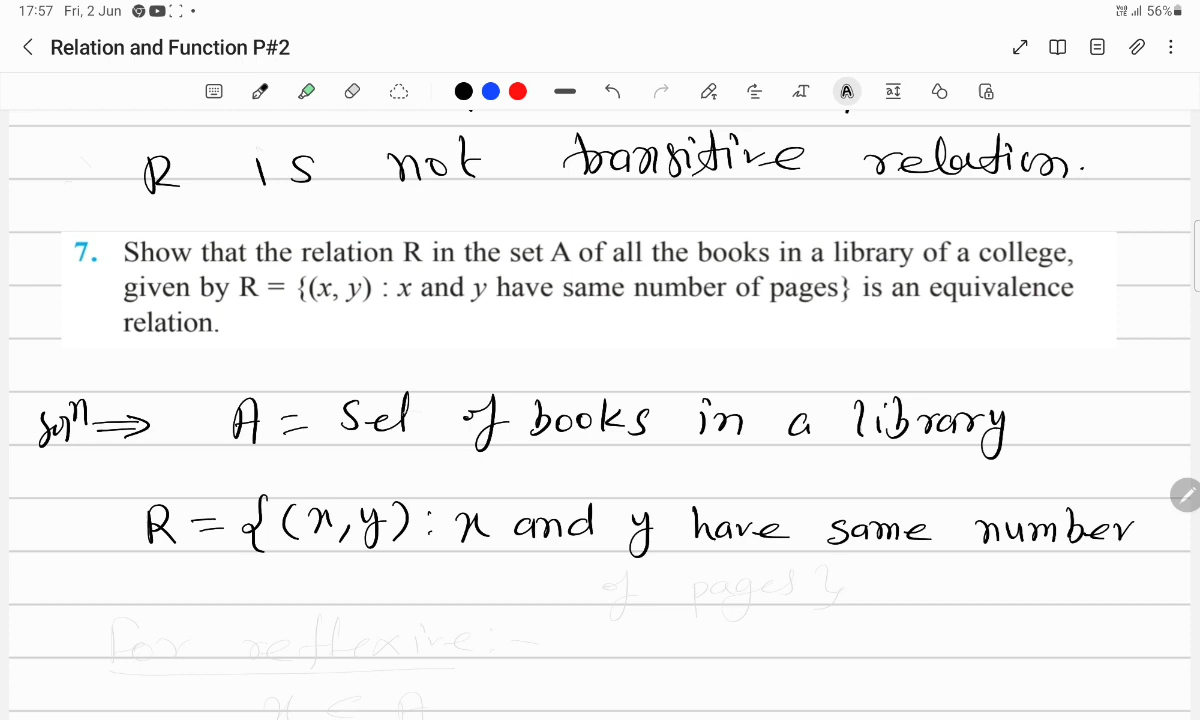 17:57 Fri, 2 Jun 56%
Relation and Function P#2
R is not transitive relation.
7. Show that the relation R in the set A of all the books in a library of a college,
given by R = {(x, y) : x and y have same number of pages} is an equivalence
relation.
Solⁿ ⇒ A = Set of books in a library
R = {(x,y) : x and y have same number
of pages}
For reflexive :-
x ∈ A